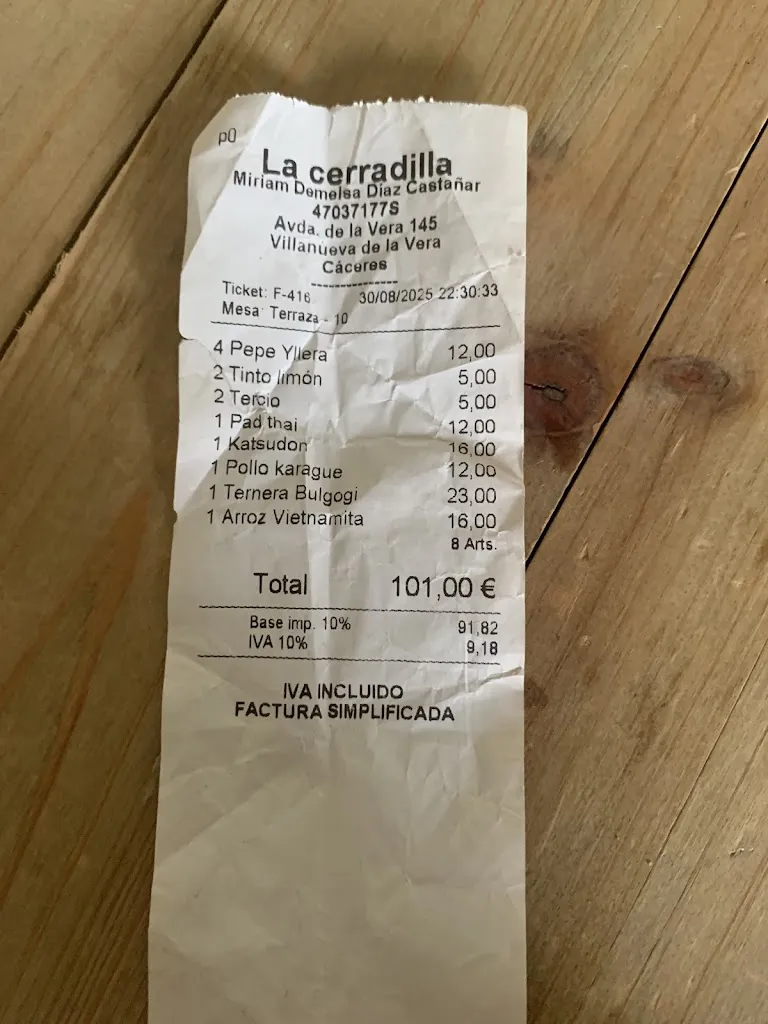 p0
La cerradilla
Miriam Demelsa Díaz Castañar
47037177S
Avda. de la Vera 145
Villanueva de la Vera
Cáceres
---------------
Ticket: F-416 30/08/2025 22:30:33
Mesa: Terraza - 10
4 Pepe Yllera 12,00
2 Tinto limón 5,00
2 Tercio 5,00
1 Pad thai 12,00
1 Katsudon 16,00
1 Pollo karague 12,00
1 Ternera Bulgogi 23,00
1 Arroz Vietnamita 16,00
8 Arts.
Total 101,00 €
Base imp. 10% 91,82
IVA 10% 9,18
IVA INCLUIDO
FACTURA SIMPLIFICADA